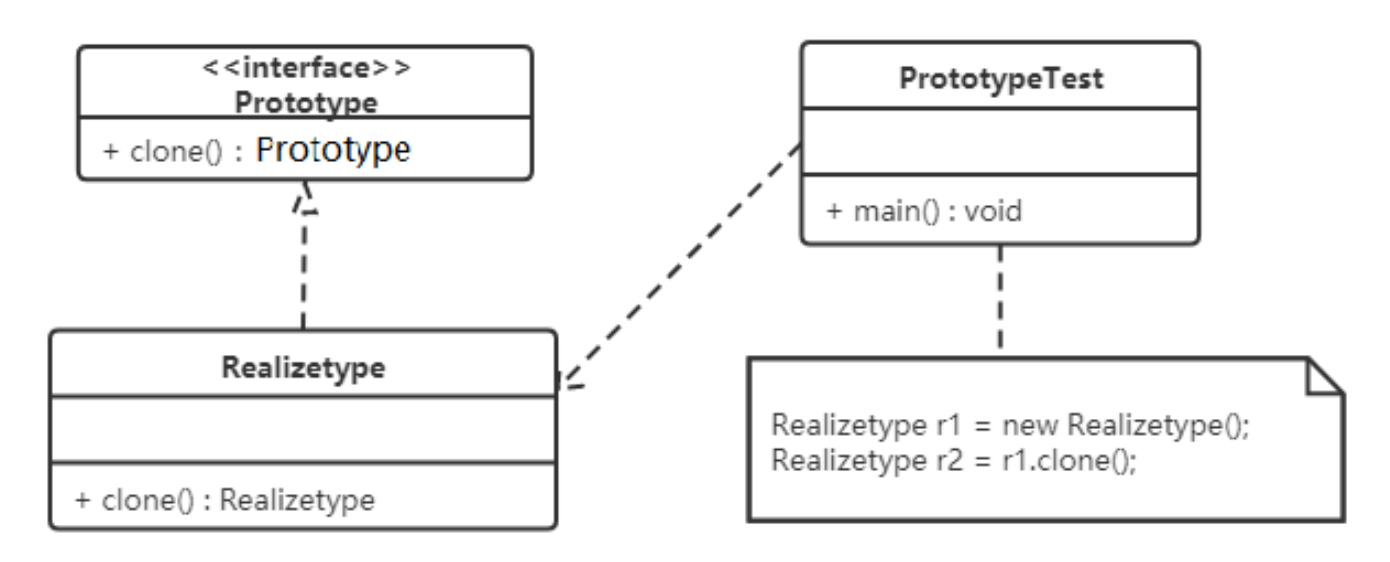 <<interface>>
Prototype
+ clone() : Prototype
PrototypeTest
+ main() : void
Realizetype
+ clone() : Realizetype
Realizetype r1 = new Realizetype();
Realizetype r2 = r1.clone();